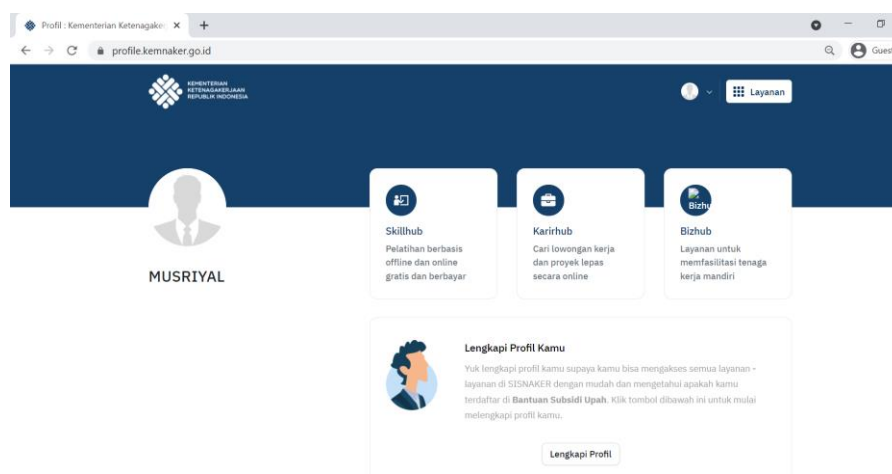 Profil : Kementerian Ketenagaker
profile.kemnaker.go.id
Guest
KEMENTERIAN
KETENAGAKERJAAN
REPUBLIK INDONESIA
Layanan
MUSRIYAL
Skillhub
Pelatihan berbasis
offline dan online
gratis dan berbayar
Karirhub
Cari lowongan kerja
dan proyek lepas
secara online
Bizhu
Bizhub
Layanan untuk
memfasilitasi tenaga
kerja mandiri
Lengkapi Profil Kamu
Yuk lengkapi profil kamu supaya kamu bisa mengakses semua layanan -
layanan di SISNAKER dengan mudah dan mengetahui apakah kamu
terdaftar di Bantuan Subsidi Upah. Klik tombol dibawah ini untuk mulai
melengkapi profil kamu.
Lengkapi Profil